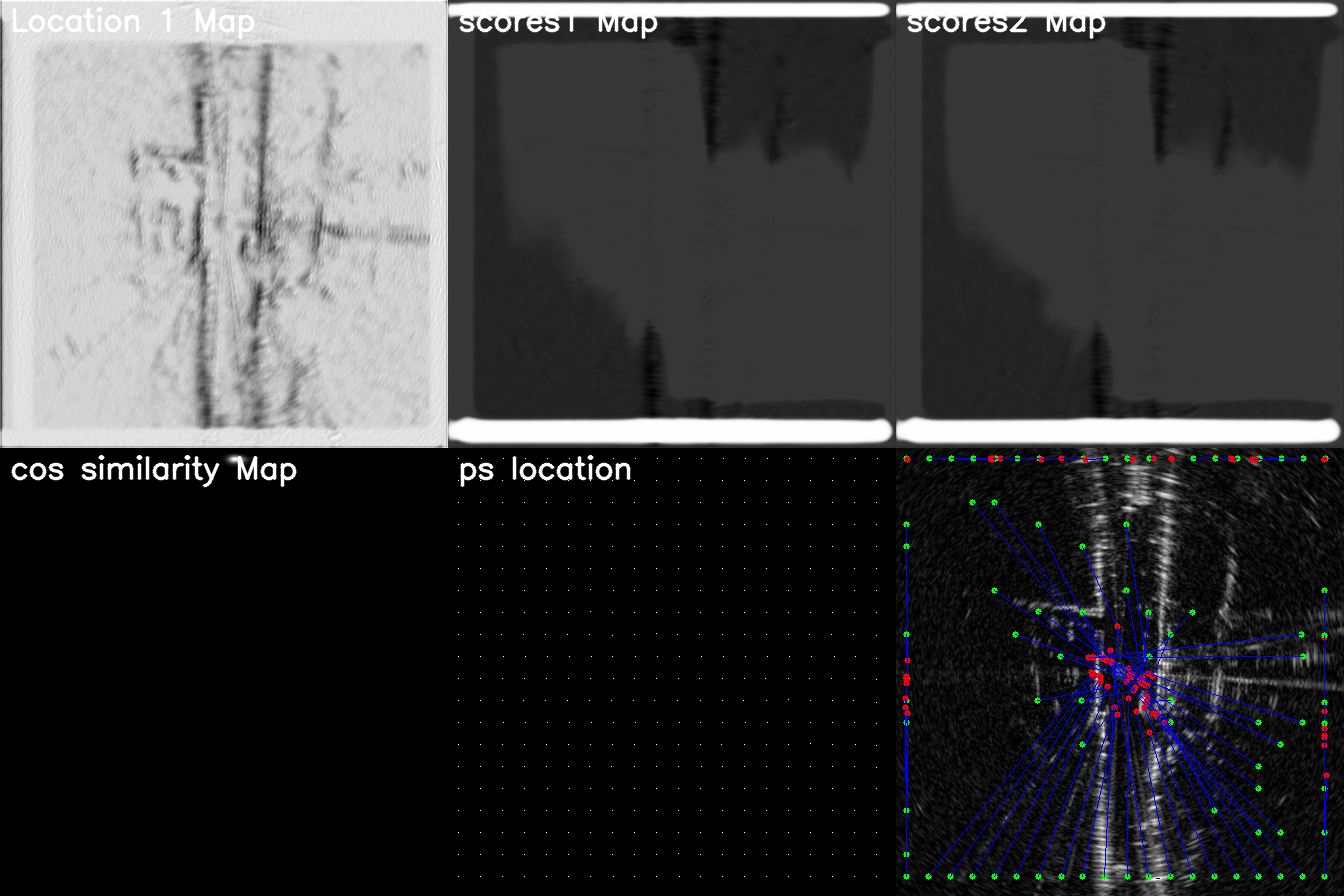 Location 1 Map
scores1 Map
scores2 Map
cos similarity Map
ps location